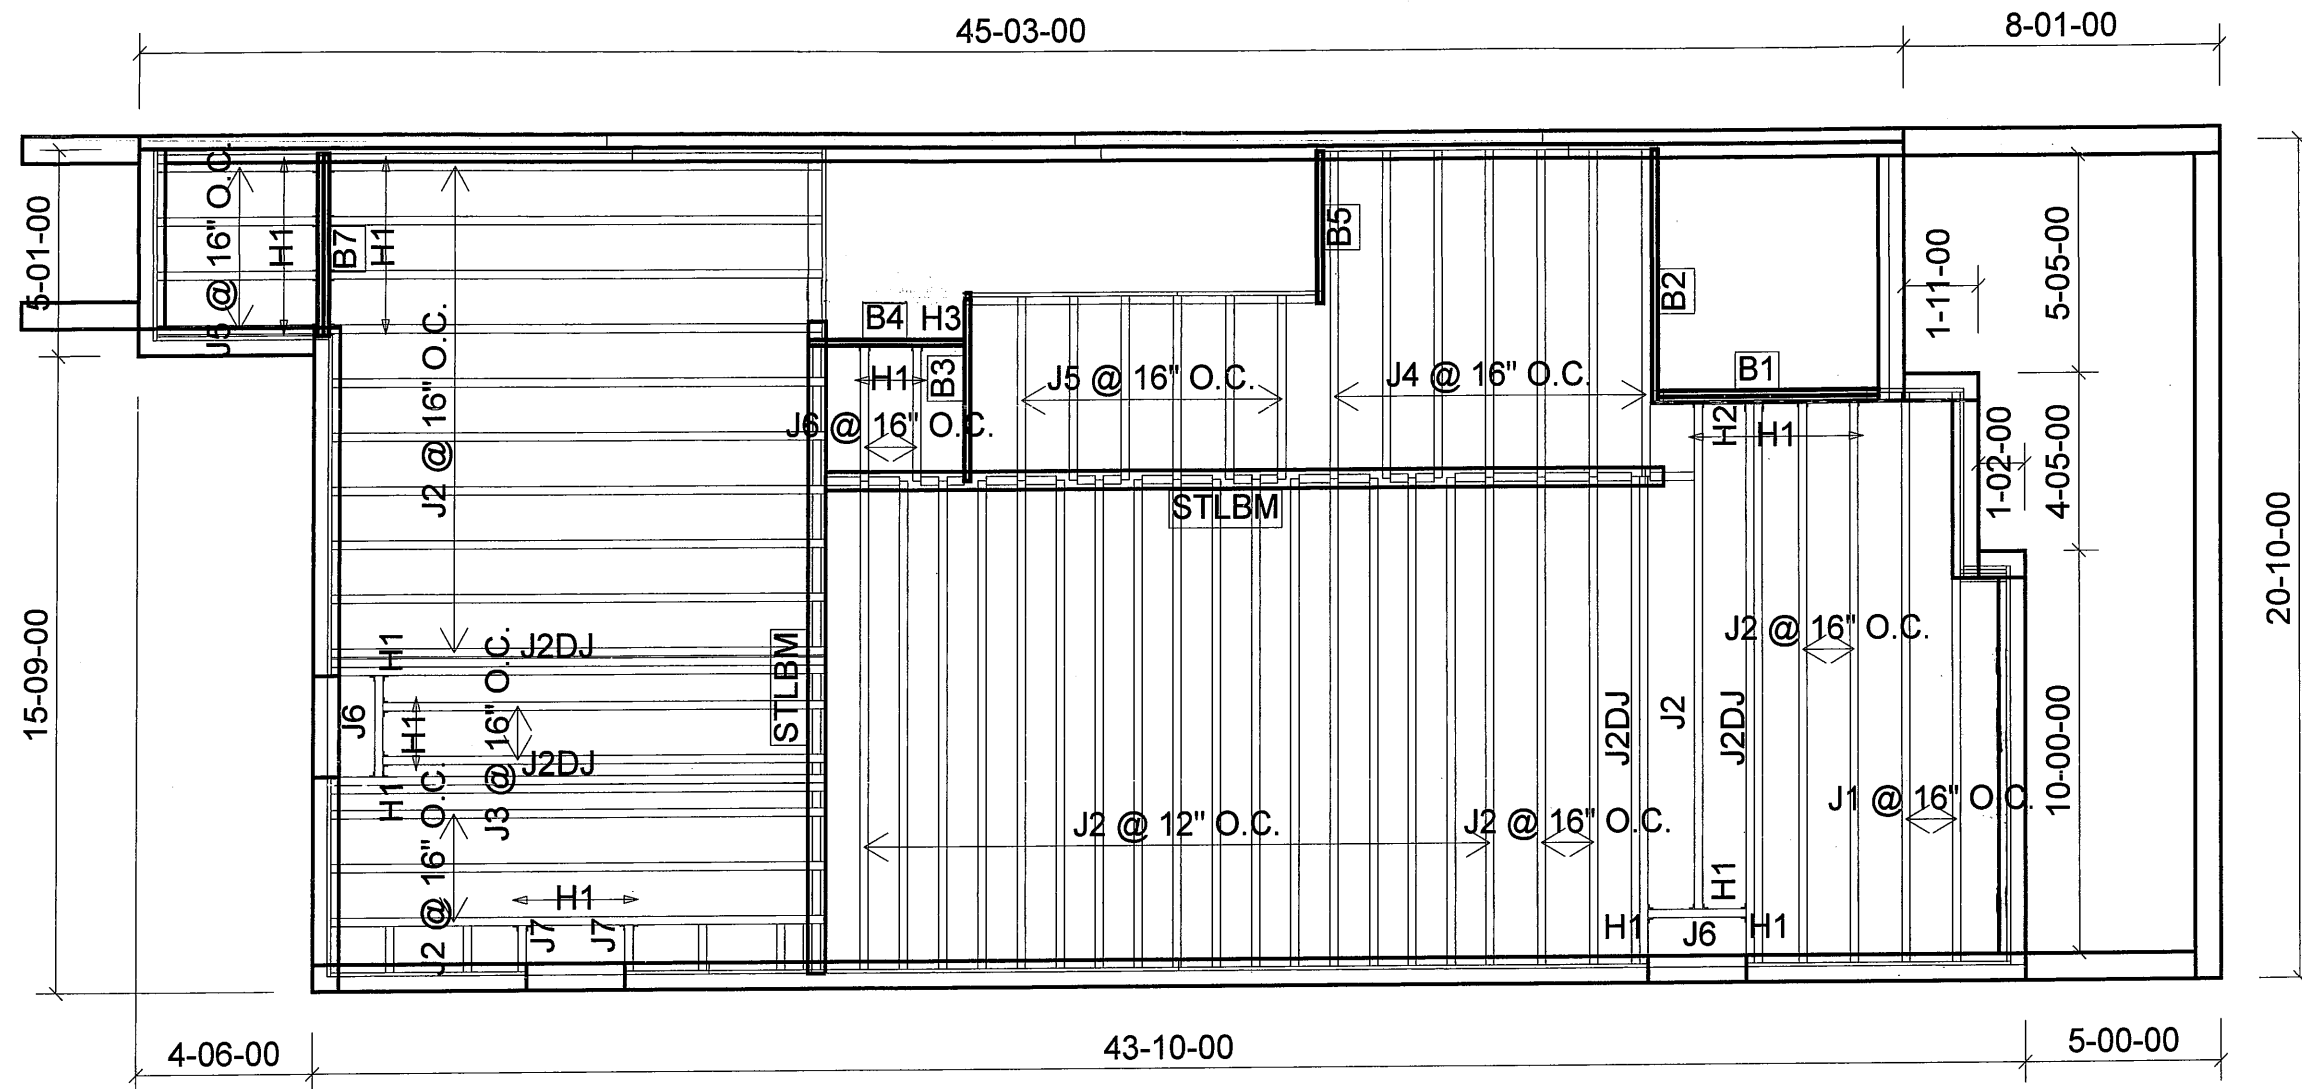 45-03-00
8-01-00
5-01-00
J5 @ 16" O.C.
H1
B7
H1
J2 @ 16" O.C.
B5
B2
1-11-00
5-05-00
B4
H3
H1
B3
J5 @ 16" O.C.
J4 @ 16" O.C.
B1
J6 @ 16" O.C.
H2
H1
1-02-00
4-05-00
STLBM
20-10-00
15-09-00
H1
J2DJ
J6
H1
J3 @ 16" O.C.
STLBM
J2DJ
H1
J2 @ 16" O.C.
J2 @ 16" O.C.
J2DJ
J2
J2DJ
J1 @ 16" O.C.
10-00-00
J2 @ 12" O.C.
J2 @ 16" O.C.
H1
J7
J7
H1
H1
J6
H1
4-06-00
43-10-00
5-00-00